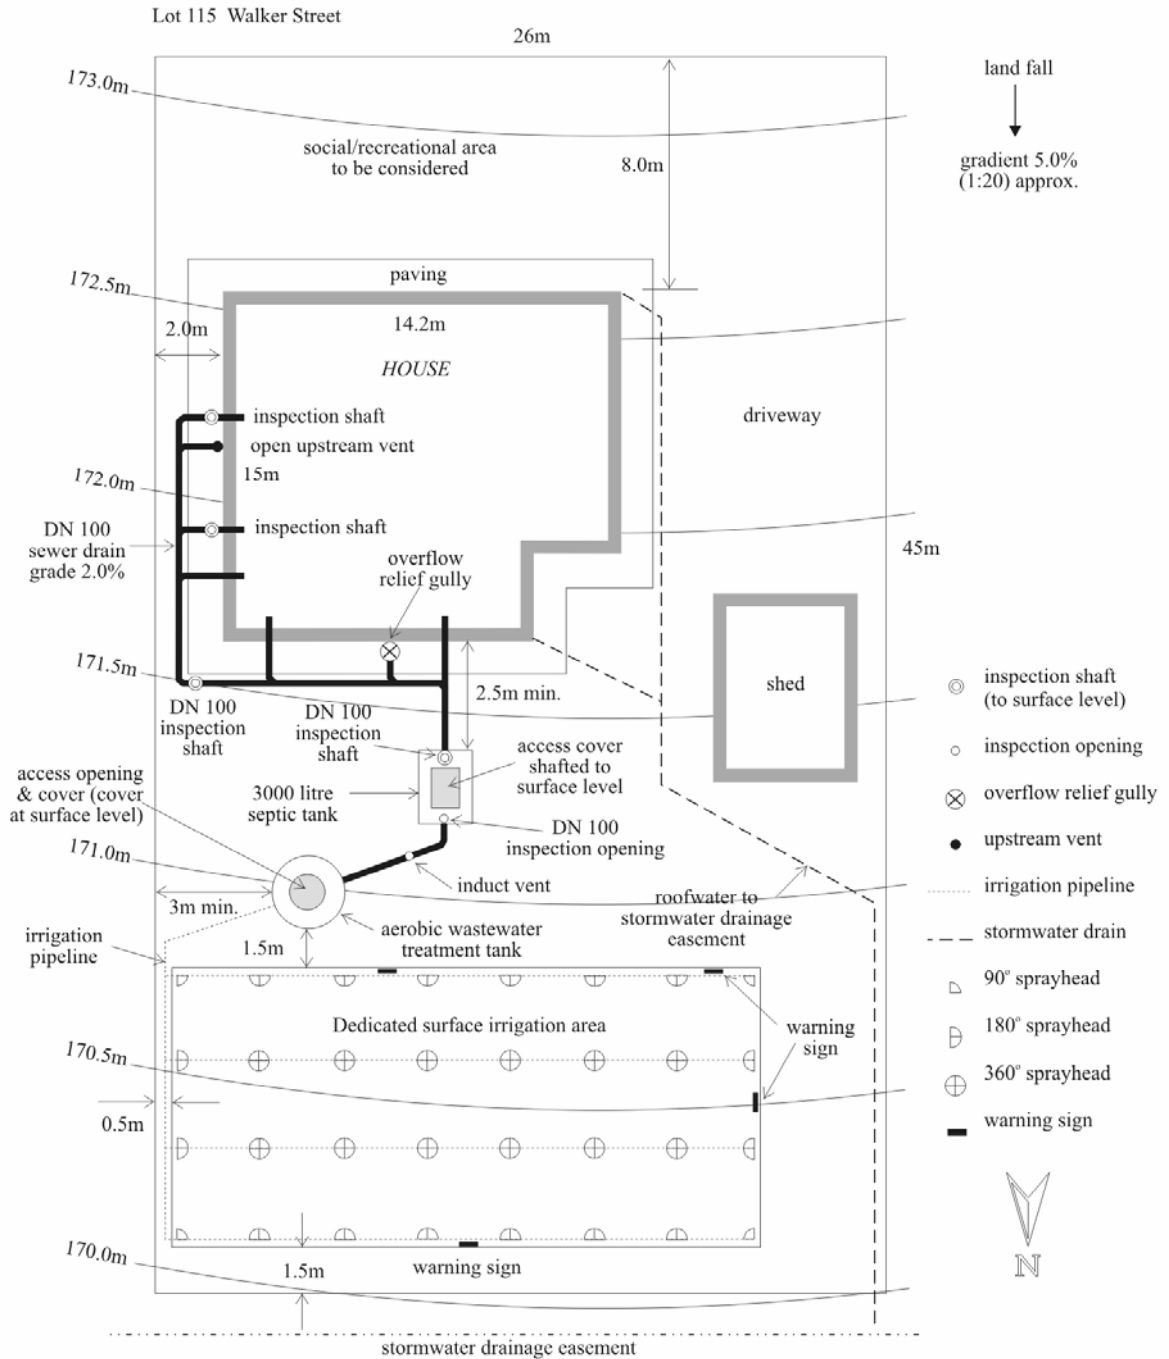 Lot 115 Walker Street
26m
173.0m
land fall
gradient 5.0%
(1:20) approx.
social/recreational area
to be considered
8.0m
172.5m
paving
2.0m
14.2m
HOUSE
inspection shaft
open upstream vent
15m
driveway
172.0m
DN 100
sewer drain
grade 2.0%
inspection shaft
overflow
relief gully
45m
171.5m
2.5m min.
shed
DN 100
inspection
shaft
DN 100
inspection
shaft
access cover
shafted to
surface level
access opening
& cover (cover
at surface level)
3000 litre
septic tank
DN 100
inspection opening
171.0m
induct vent
3m min.
roofwater to
stormwater drainage
easement
irrigation
pipeline
1.5m
aerobic wastewater
treatment tank
Dedicated surface irrigation area
warning
sign
170.5m
0.5m
170.0m
1.5m
warning sign
stormwater drainage easement
inspection shaft
(to surface level)
inspection opening
overflow relief gully
upstream vent
irrigation pipeline
stormwater drain
90° sprayhead
180° sprayhead
360° sprayhead
warning sign
N